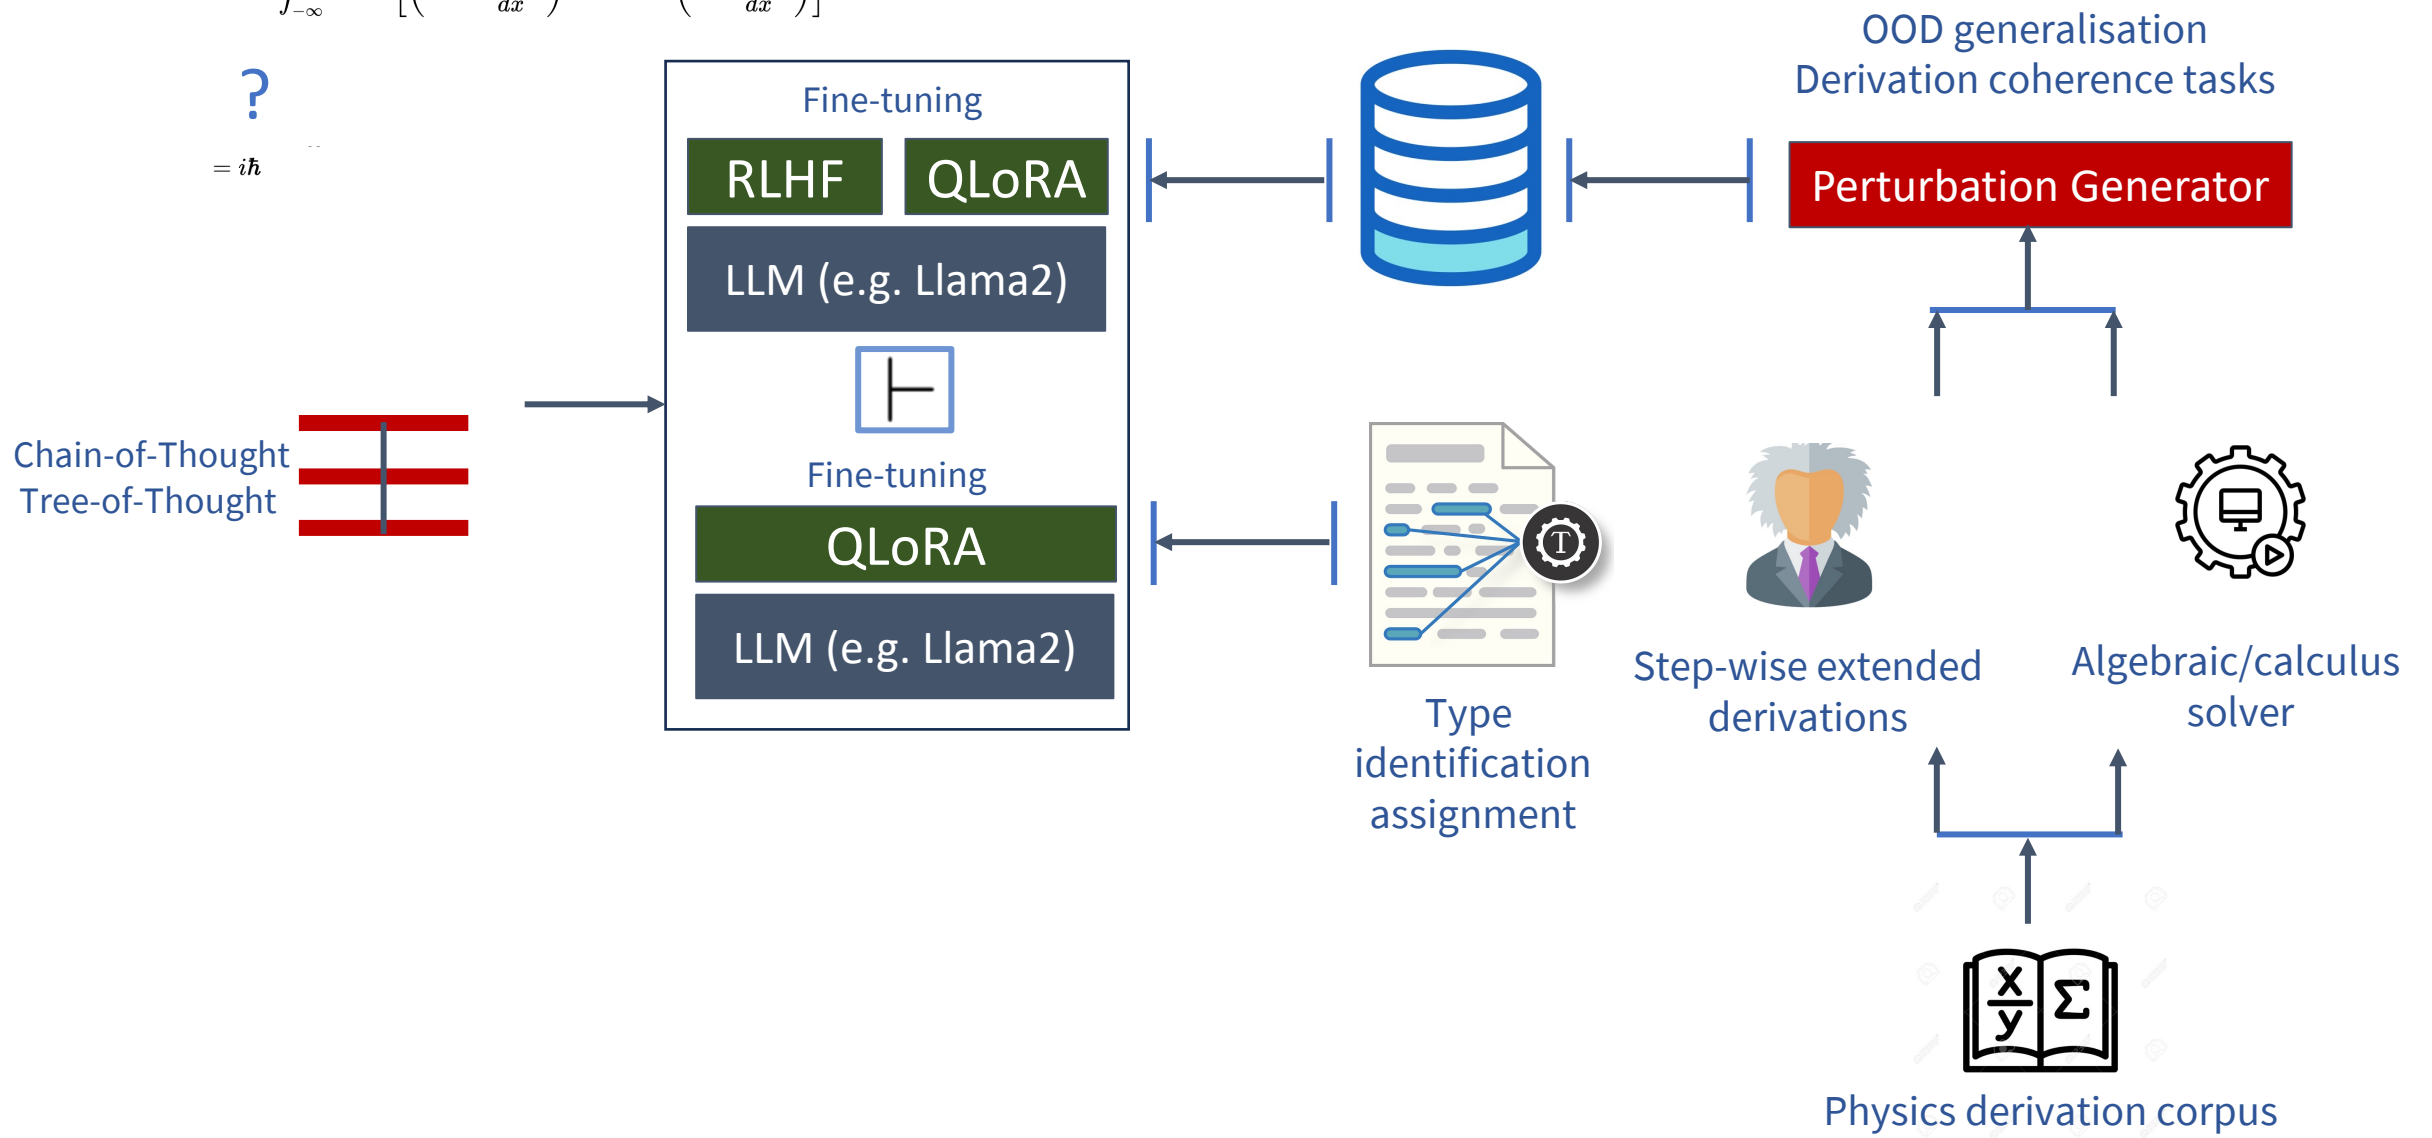 ∫−∞ [( dx ) ( dx )]
?
= iℏ
Chain-of-Thought
Tree-of-Thought
Fine-tuning
RLHF
QLoRA
LLM (e.g. Llama2)
⊢
Fine-tuning
QLoRA
LLM (e.g. Llama2)
T
Type
identification
assignment
OOD generalisation
Derivation coherence tasks
Perturbation Generator
Step-wise extended
derivations
Algebraic/calculus
solver
x
y
Σ
Physics derivation corpus